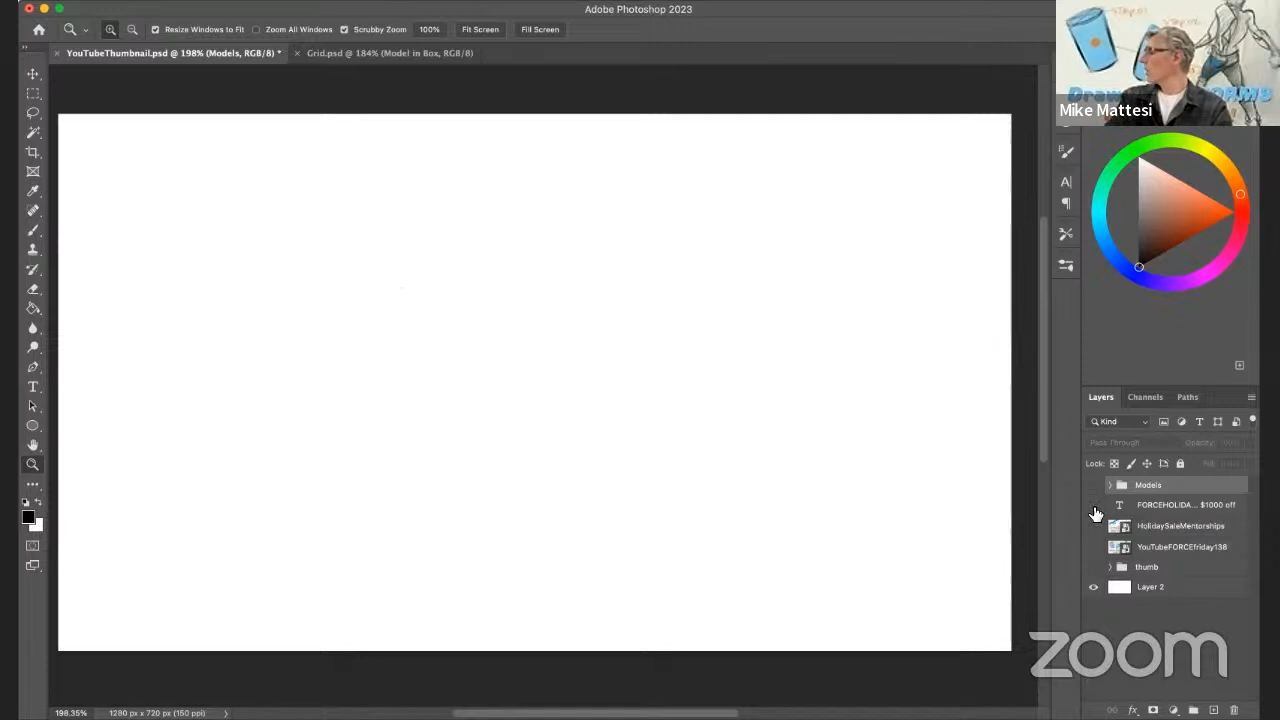 Adobe Photoshop 2023
Resize Windows to Fit
Zoom All Windows
Scrubby Zoom
100%
Fit Screen
Fill Screen
YouTubeThumbnail.psd @ 198% (Models, RGB/8) *
Grid.psd @ 184% (Model in Box, RGB/8)
Mike Mattesi
Layers
Channels
Paths
Kind
Pass Through
Opacity:
Lock:
Fill:
Models
FORCEHOLIDA... $1000 off
HolidaySaleMentorships
YouTubeFORCEfriday138
thumb
Layer 2
zoom
198.35%
1280 px x 720 px (150 ppi)